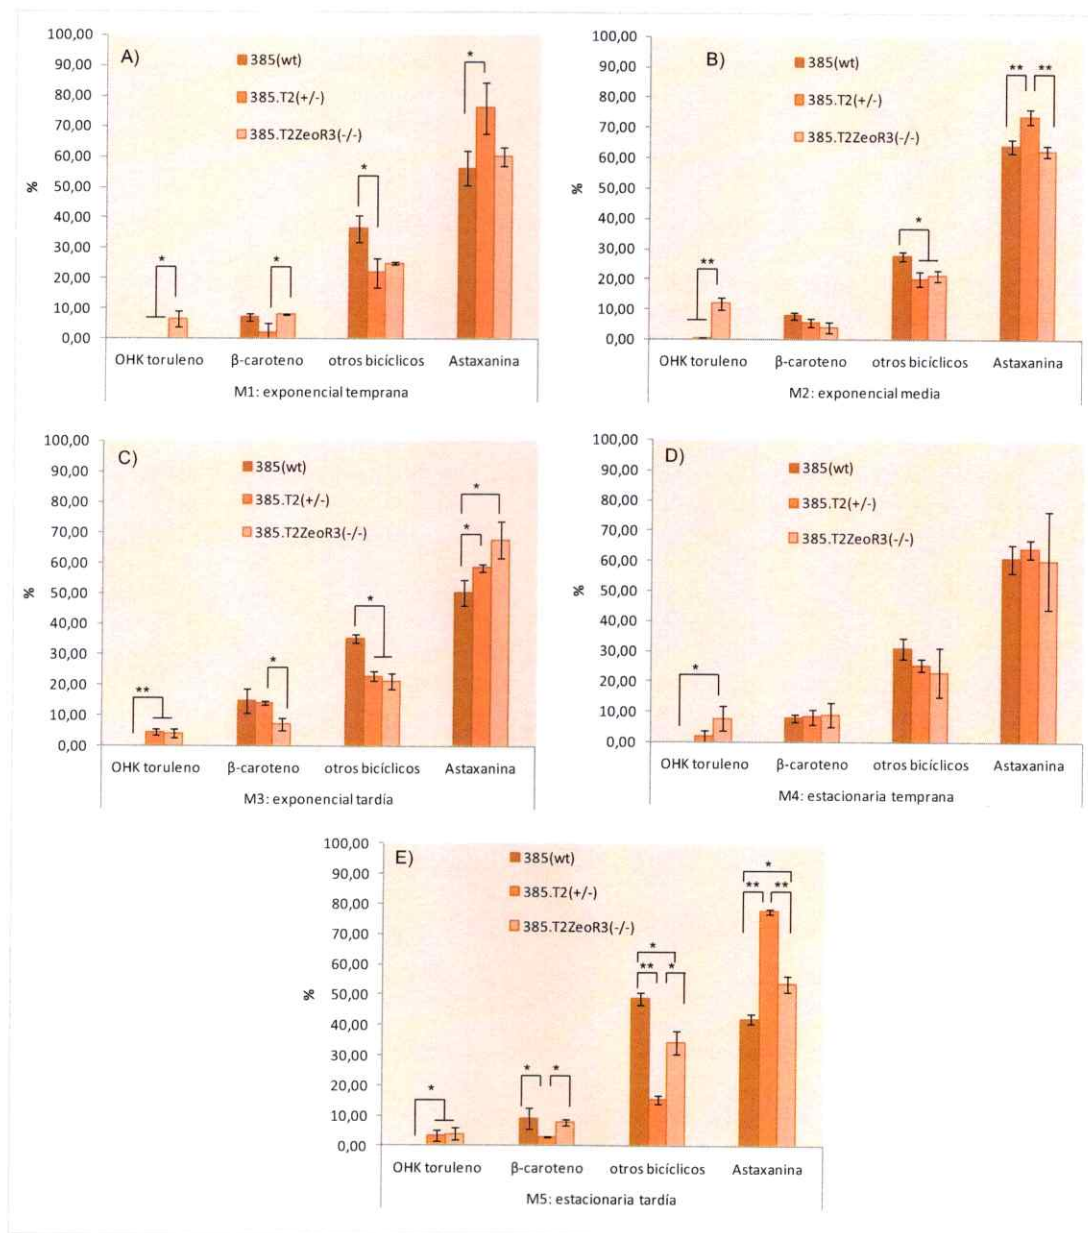 A)
100,00
90,00
80,00
70,00
60,00
50,00
40,00
30,00
20,00
10,00
0,00
%
385(wt)
385.T2(+/-)
385.T2ZeoR3(-/-)
*
*
*
*
OHK toruleno β-caroteno otros bicíclicos Astaxanina
M1: exponencial temprana
B)
100,00
90,00
80,00
70,00
60,00
50,00
40,00
30,00
20,00
10,00
0,00
%
385(wt)
385.T2(+/-)
385.T2ZeoR3(-/-)
** **
*
**
OHK toruleno β-caroteno otros bicíclicos Astaxanina
M2: exponencial media
C)
100,00
90,00
80,00
70,00
60,00
50,00
40,00
30,00
20,00
10,00
0,00
%
385(wt)
385.T2(+/-)
385.T2ZeoR3(-/-)
*
*
*
*
**
OHK toruleno β-caroteno otros bicíclicos Astaxanina
M3: exponencial tardía
D)
100,00
90,00
80,00
70,00
60,00
50,00
40,00
30,00
20,00
10,00
0,00
%
385(wt)
385.T2(+/-)
385.T2ZeoR3(-/-)
*
OHK toruleno β-caroteno otros bicíclicos Astaxanina
M4: estacionaria temprana
E)
100,00
90,00
80,00
70,00
60,00
50,00
40,00
30,00
20,00
10,00
0,00
%
385(wt)
385.T2(+/-)
385.T2ZeoR3(-/-)
*
** **
*
** *
* *
*
OHK toruleno β-caroteno otros bicíclicos Astaxanina
M5: estacionaria tardía